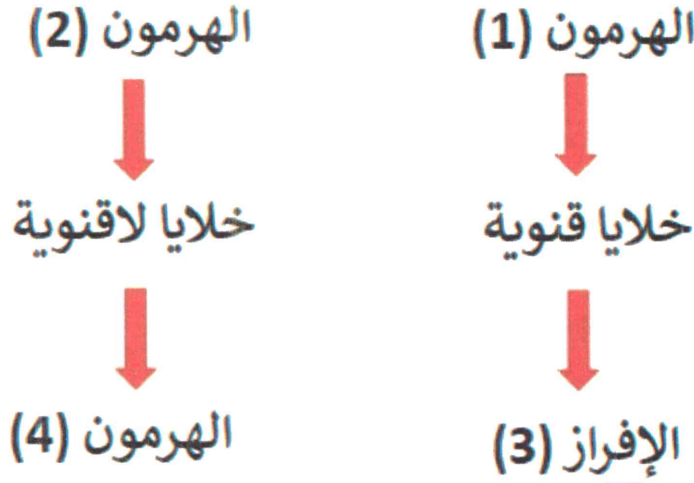 الهرمون (1)
الهرمون (2)
خلايا قنوية
خلايا لاقنوية
الإفراز (3)
الهرمون (4)